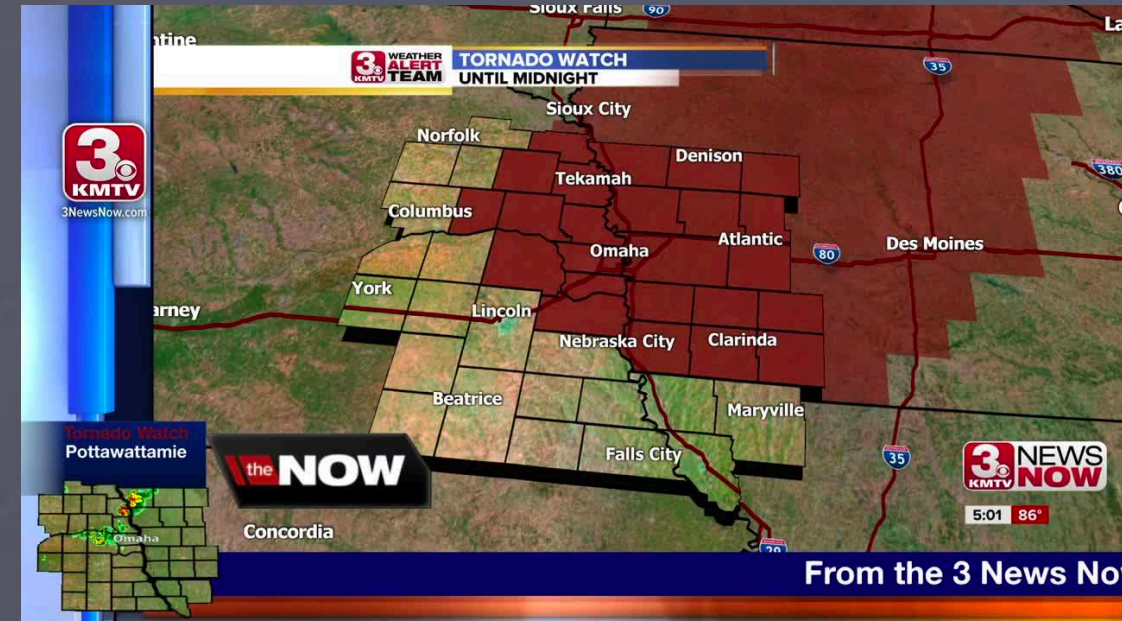 Sioux Falls
90
35
3
KMTV
WEATHER
ALERT
TEAM
TORNADO WATCH
UNTIL MIDNIGHT
Sioux City
Norfolk
Denison
3
KMTV
3NewsNow.com
Tekamah
380
Columbus
Omaha
Atlantic
80
Des Moines
York
Lincoln
Nebraska City
Clarinda
Beatrice
Maryville
Tornado Watch
Pottawattamie
the NOW
Falls City
35
3
KMTV
NEWS
NOW
5:01 86°
Omaha
Concordia
29
From the 3 News